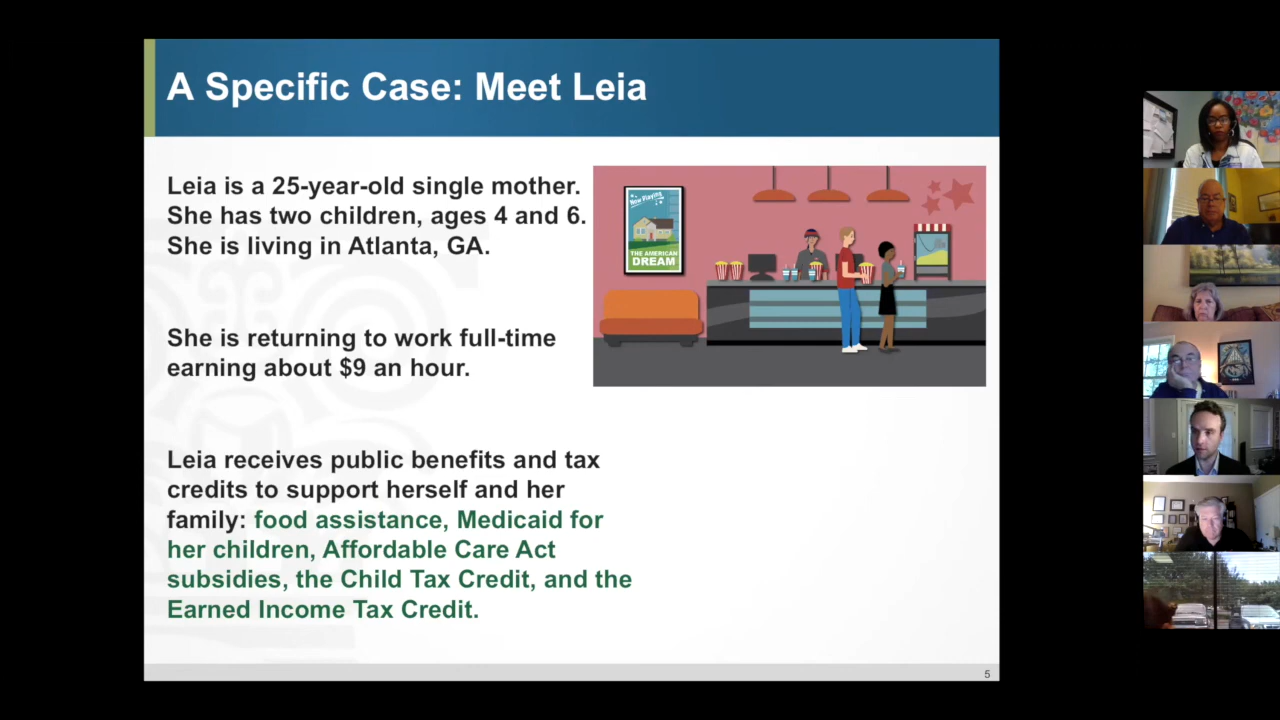 A Specific Case: Meet Leia
Leia is a 25-year-old single mother.
She has two children, ages 4 and 6.
She is living in Atlanta, GA.
Now Playing
THE AMERICAN
DREAM
She is returning to work full-time
earning about $9 an hour.
Leia receives public benefits and tax
credits to support herself and her
family: food assistance, Medicaid for
her children, Affordable Care Act
subsidies, the Child Tax Credit, and the
Earned Income Tax Credit.
5